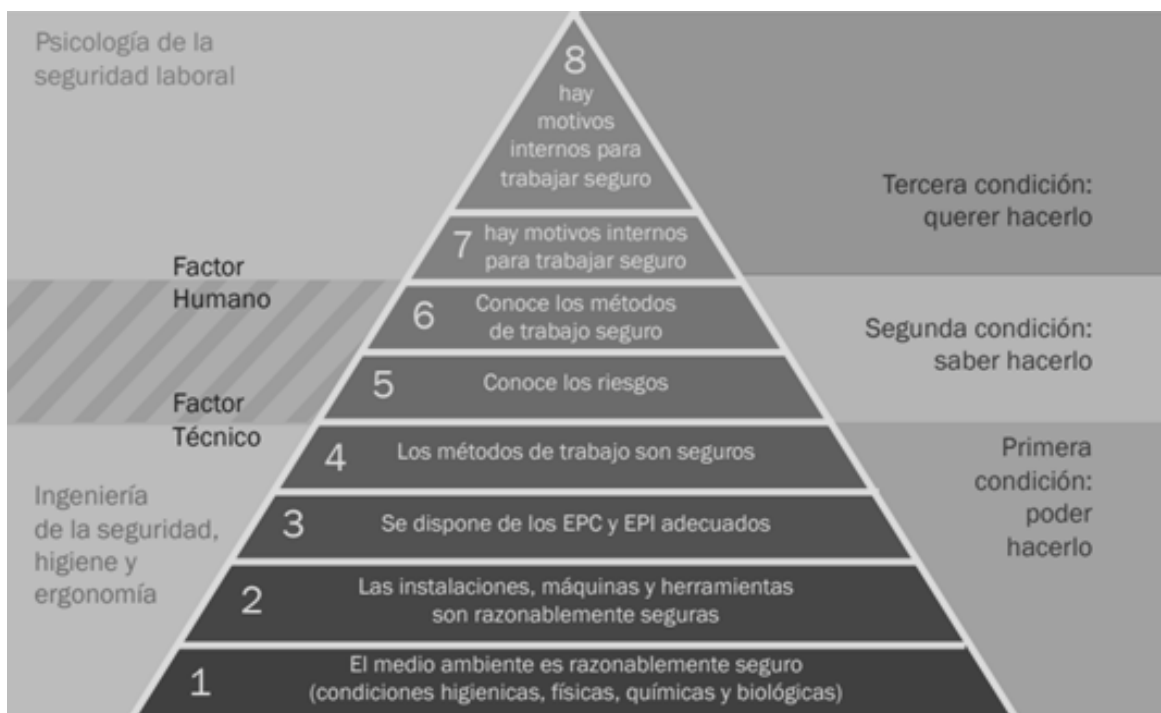 Psicología de la
seguridad laboral
8
hay
motivos
internos para
trabajar seguro
Tercera condición:
querer hacerlo
7
hay motivos internos
para trabajar seguro
Factor
Humano
6
Conoce los métodos
de trabajo seguro
Segunda condición:
saber hacerlo
5
Conoce los riesgos
Factor
Técnico
4
Los métodos de trabajo son seguros
Primera
condición:
poder
hacerlo
Ingeniería
de la seguridad,
higiene y
ergonomía
3
Se dispone de los EPC y EPI adecuados
2
Las instalaciones, máquinas y herramientas
son razonablemente seguras
1
El medio ambiente es razonablemente seguro
(condiciones higienicas, físicas, químicas y biológicas)